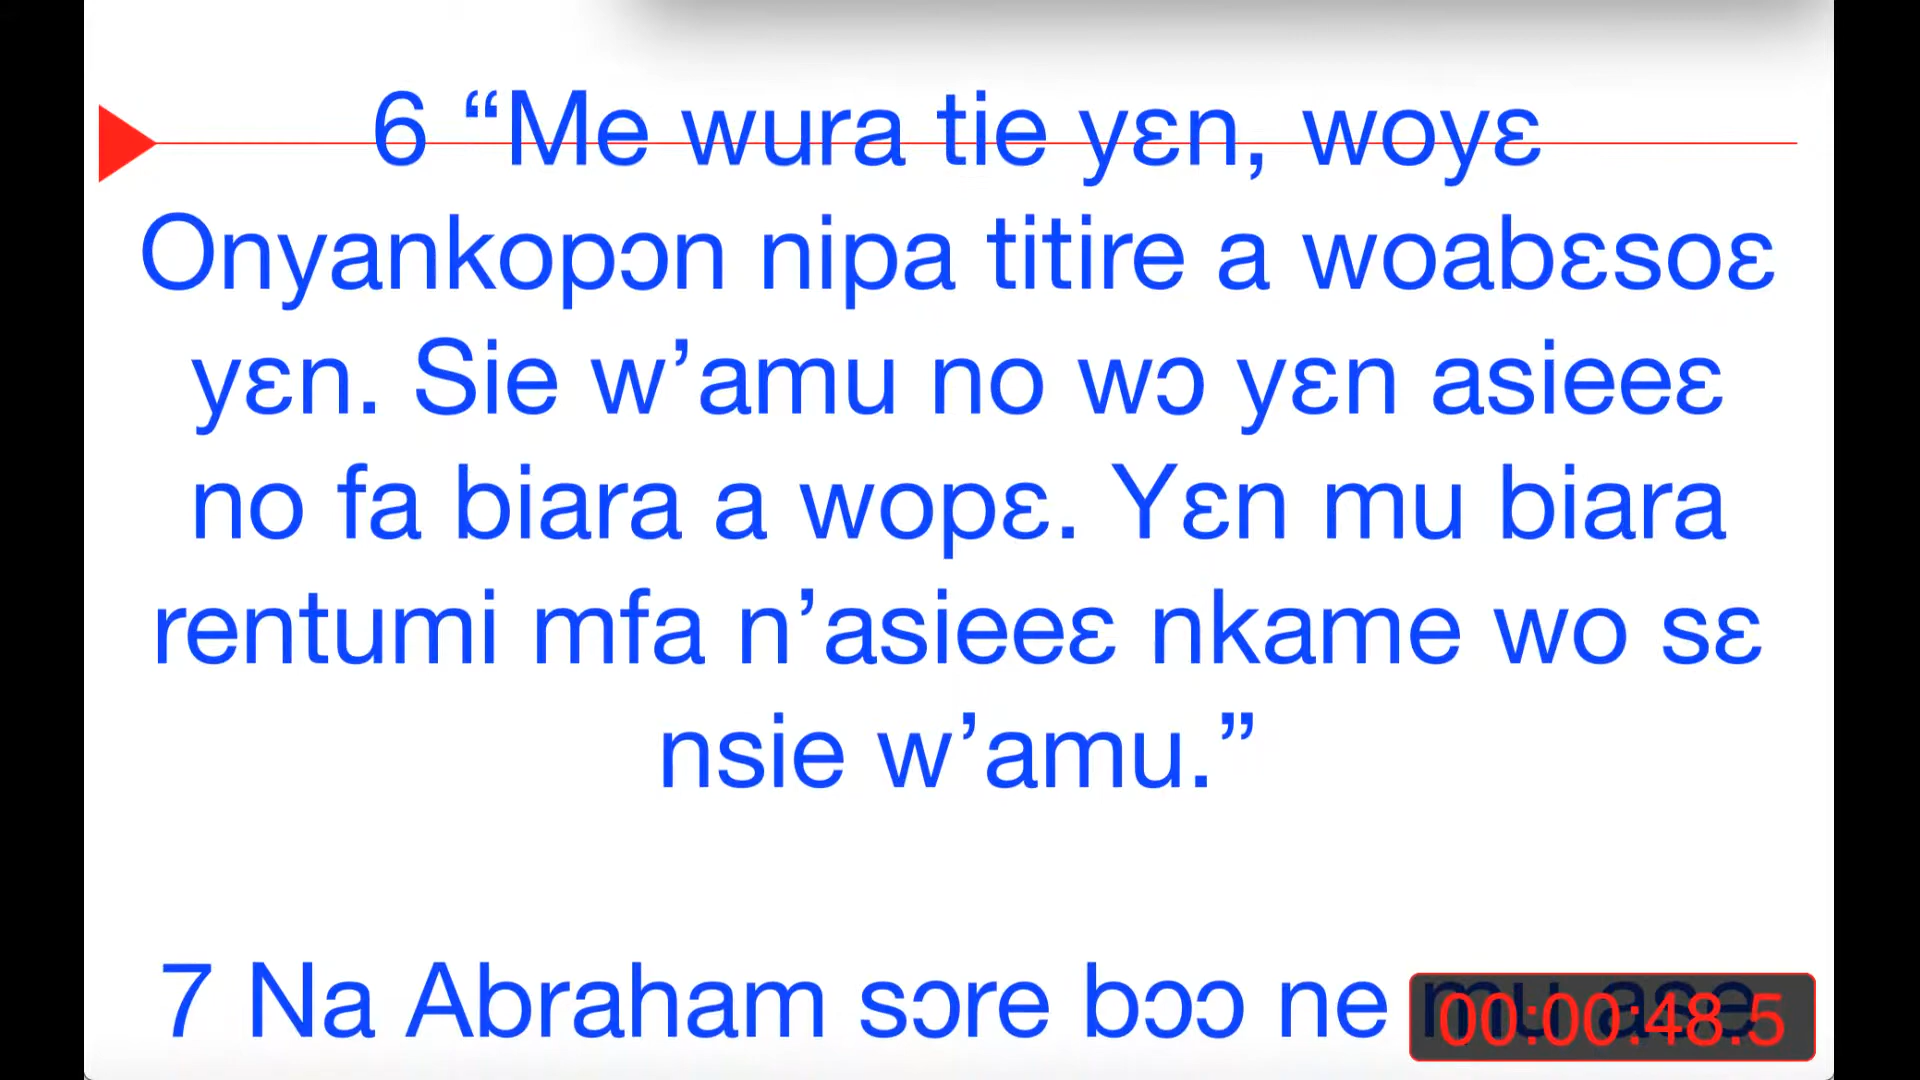 6 “Me wura tie yɛn, woyɛ
Onyankopɔn nipa titire a woabɛsoɛ
yɛn. Sie w’amu no wɔ yɛn asieeɛ
no fa biara a wopɛ. Yɛn mu biara
rentumi mfa n’asieeɛ nkame wo sɛ
nsie w’amu.”
7 Na Abraham sɔre bɔɔ ne mu ase
00:00:48.5